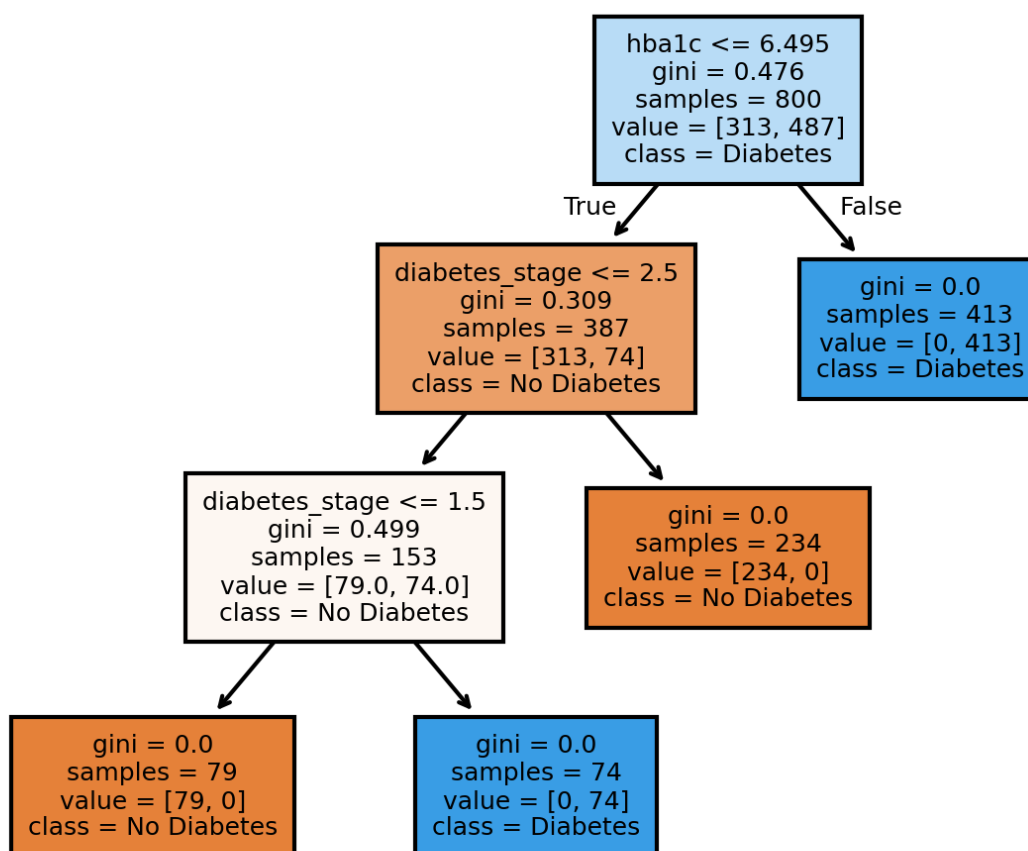 hba1c <= 6.495
gini = 0.476
samples = 800
value = [313, 487]
class = Diabetes
True
False
diabetes_stage <= 2.5
gini = 0.309
samples = 387
value = [313, 74]
class = No Diabetes
gini = 0.0
samples = 413
value = [0, 413]
class = Diabetes
diabetes_stage <= 1.5
gini = 0.499
samples = 153
value = [79.0, 74.0]
class = No Diabetes
gini = 0.0
samples = 234
value = [234, 0]
class = No Diabetes
gini = 0.0
samples = 79
value = [79, 0]
class = No Diabetes
gini = 0.0
samples = 74
value = [0, 74]
class = Diabetes